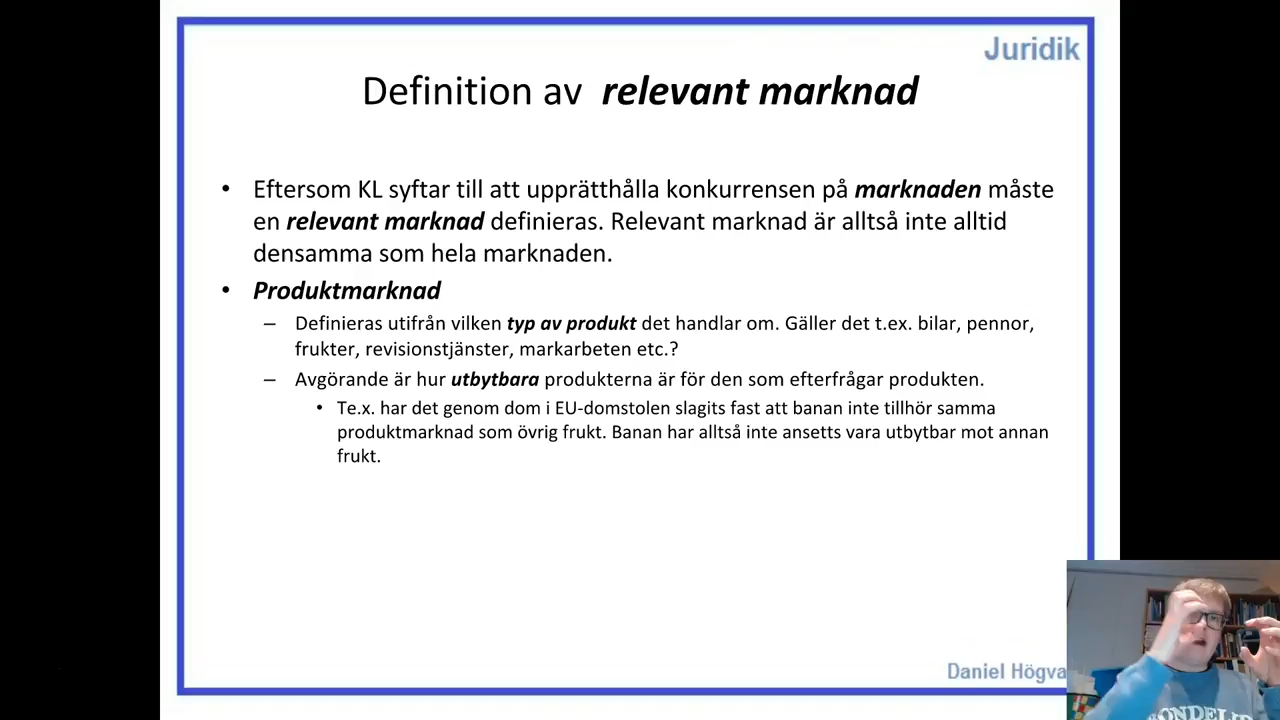 Juridik
Definition av relevant marknad
• Eftersom KL syftar till att upprätthålla konkurrensen på marknaden måste
en relevant marknad definieras. Relevant marknad är alltså inte alltid
densamma som hela marknaden.
• Produktmarknad
– Definieras utifrån vilken typ av produkt det handlar om. Gäller det t.ex. bilar, pennor,
frukter, revisionstjänster, markarbeten etc.?
– Avgörande är hur utbytbara produkterna är för den som efterfrågar produkten.
• Te.x. har det genom dom i EU-domstolen slagits fast att banan inte tillhör samma
produktmarknad som övrig frukt. Banan har alltså inte ansetts vara utbytbar mot annan
frukt.
Daniel Högva